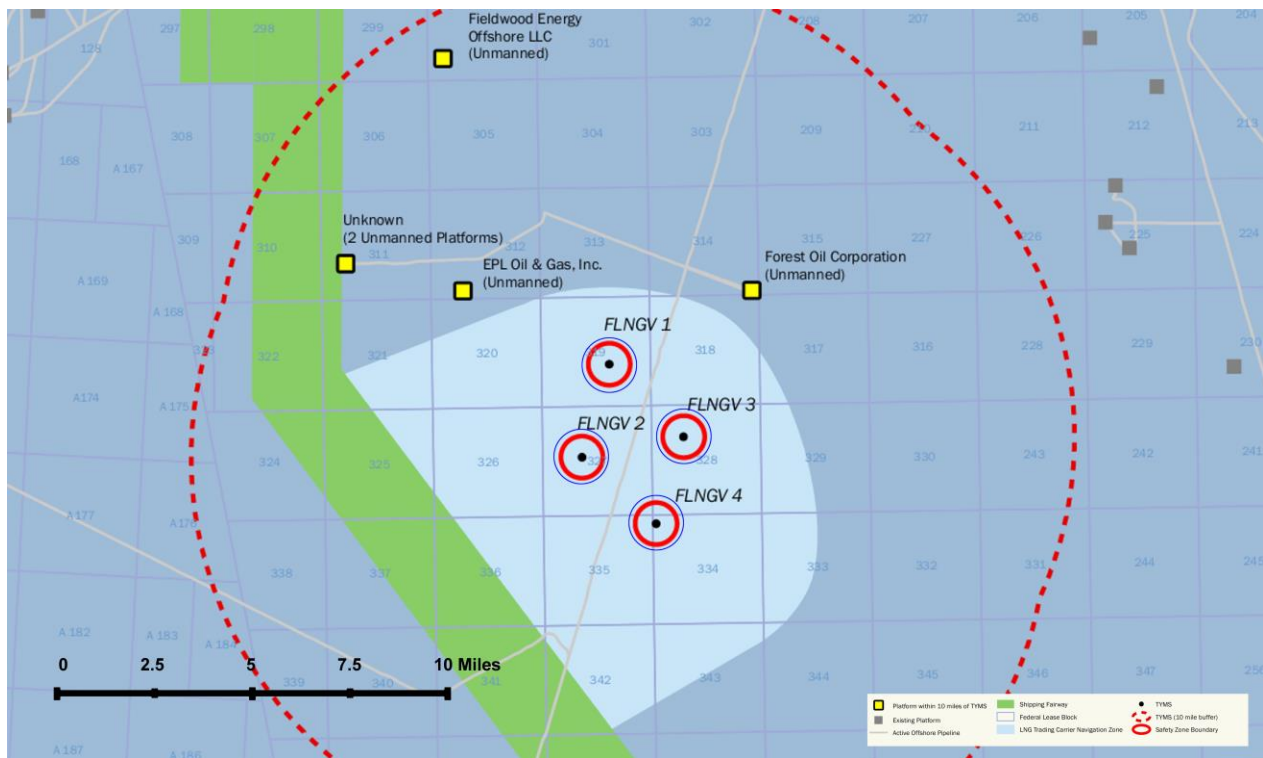 297
298
299
Fieldwood Energy
Offshore LLC
(Unmanned)
301
302
208
207
206
205
204
128
308
307
306
305
304
303
209
210
211
212
213
168
A 167
309
310
Unknown
(2 Unmanned Platforms)
311
312
313
314
315
227
226
225
224
EPL Oil & Gas, Inc.
(Unmanned)
Forest Oil Corporation
(Unmanned)
A 169
A 168
322
321
320
FLNGV 1
318
317
316
228
229
230
A 174
A 175
FLNGV 2
FLNGV 3
324
325
326
328
329
330
243
242
241
A 177
A 176
FLNGV 4
338
337
336
335
334
333
332
331
244
245
A 182
A 183
A 184
0
2.5
5
7.5
10 Miles
339
340
341
342
343
344
345
346
347
256
A 187
A 186
Platform within 10 miles of TYMS
Existing Platform
Active Offshore Pipeline
Shipping Fairway
Federal Lease Block
LNG Trading Carrier Navigation Zone
TYMS
TYMS (10 mile buffer)
Safety Zone Boundary